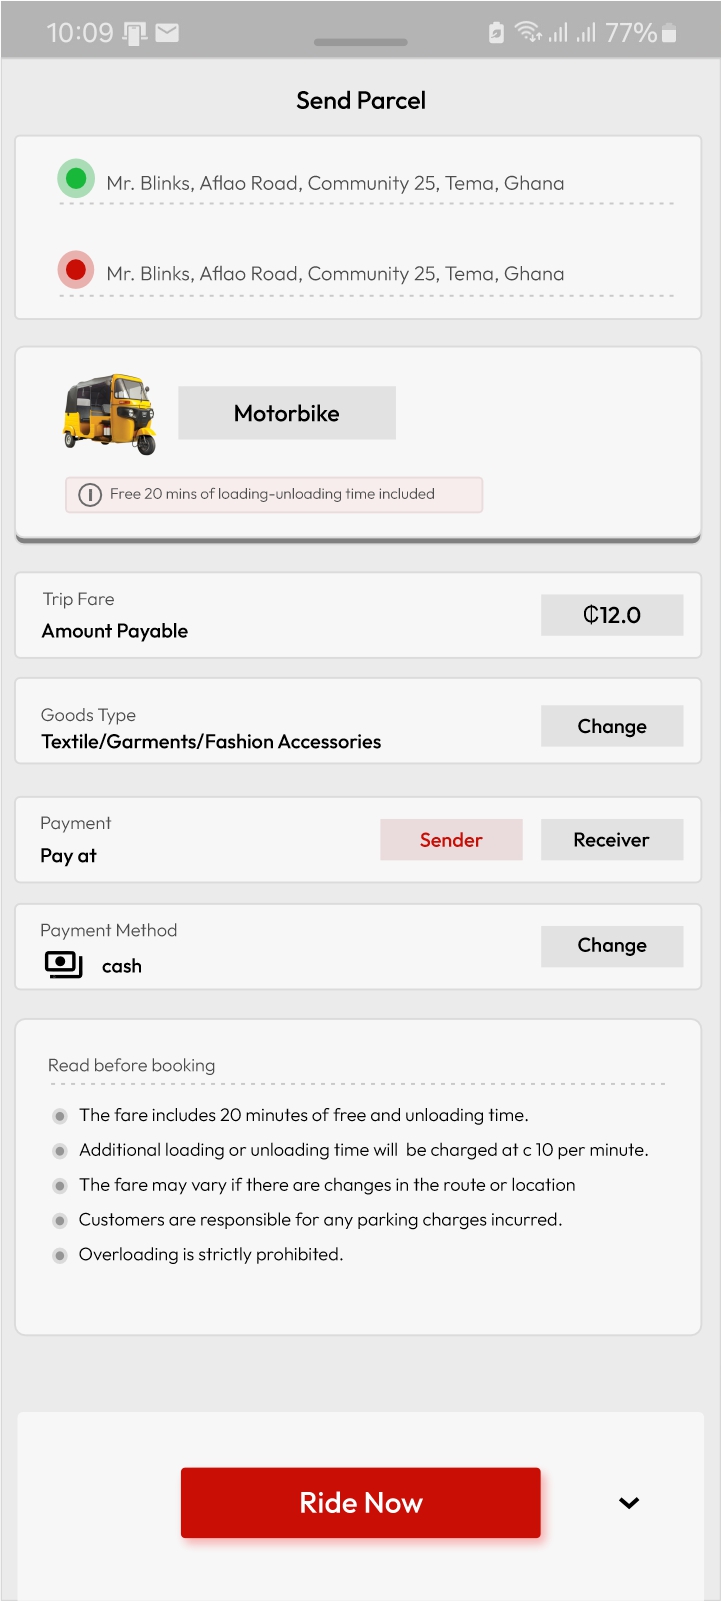 10:09
77%
Send Parcel
Mr. Blinks, Aflao Road, Community 25, Tema, Ghana
Mr. Blinks, Aflao Road, Community 25, Tema, Ghana
Motorbike
Free 20 mins of loading-unloading time included
Trip Fare
Amount Payable
₵12.0
Goods Type
Textile/Garments/Fashion Accessories
Change
Payment
Pay at
Sender
Receiver
Payment Method
cash
Change
Read before booking
The fare includes 20 minutes of free and unloading time.
Additional loading or unloading time will  be charged at c 10 per minute.
The fare may vary if there are changes in the route or location
Customers are responsible for any parking charges incurred.
Overloading is strictly prohibited.
Ride Now